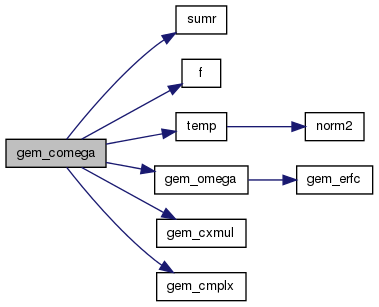 sumr
f
temp
norm2
gem_comega
gem_omega
gem_erfc
gem_cxmul
gem_cmplx